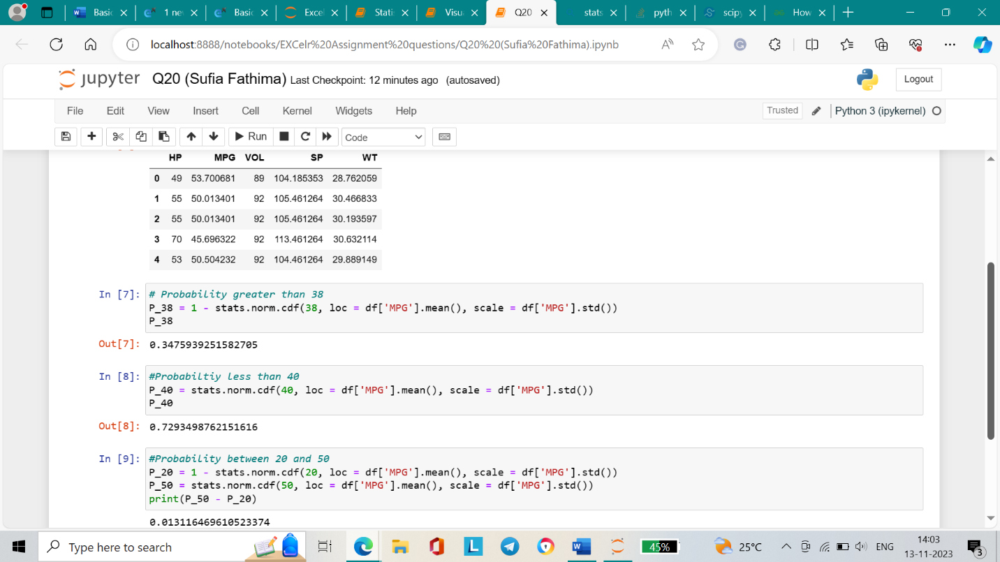 Basic
1 ne
Basic
Excel
Stati
Visu
Q20
stats
pyth
scip
How
localhost:8888/notebooks/EXCelr%20Assignment%20questions/Q20%20(Sufia%20Fathima).ipynb
jupyter Q20 (Sufia Fathima) Last Checkpoint: 12 minutes ago (autosaved)
Logout
File Edit View Insert Cell Kernel Widgets Help
Trusted
Python 3 (ipykernel)
Run
Code
HP MPG VOL SP WT
0 49 53.700681 89 104.185353 28.762059
1 55 50.013401 92 105.461264 30.466833
2 55 50.013401 92 105.461264 30.193597
3 70 45.696322 92 113.461264 30.632114
4 53 50.504232 92 104.461264 29.889149
In [7]: # Probability greater than 38
P_38 = 1 - stats.norm.cdf(38, loc = df['MPG'].mean(), scale = df['MPG'].std())
P_38
Out[7]: 0.3475939251582705
In [8]: #Probabiltiy less than 40
P_40 = stats.norm.cdf(40, loc = df['MPG'].mean(), scale = df['MPG'].std())
P_40
Out[8]: 0.7293498762151616
In [9]: #Probability between 20 and 50
P_20 = 1 - stats.norm.cdf(20, loc = df['MPG'].mean(), scale = df['MPG'].std())
P_50 = stats.norm.cdf(50, loc = df['MPG'].mean(), scale = df['MPG'].std())
print(P_50 - P_20)
0.013116469610523374
Type here to search
45%
25°C
ENG
14:03
13-11-2023
3